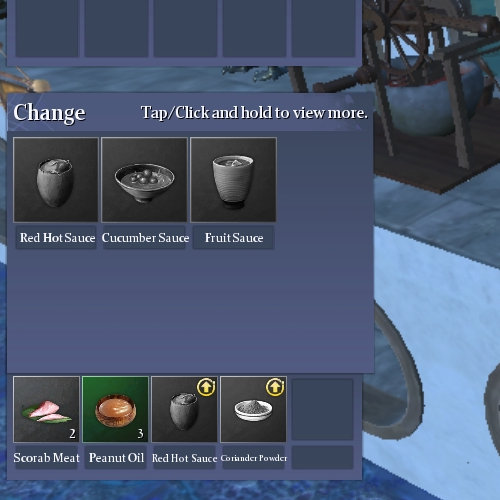 Change
Tap/Click and hold to view more.
Red Hot Sauce
Cucumber Sauce
Fruit Sauce
2
3
Scorab Meat
Peanut Oil
Red Hot Sauce
Coriander Powder